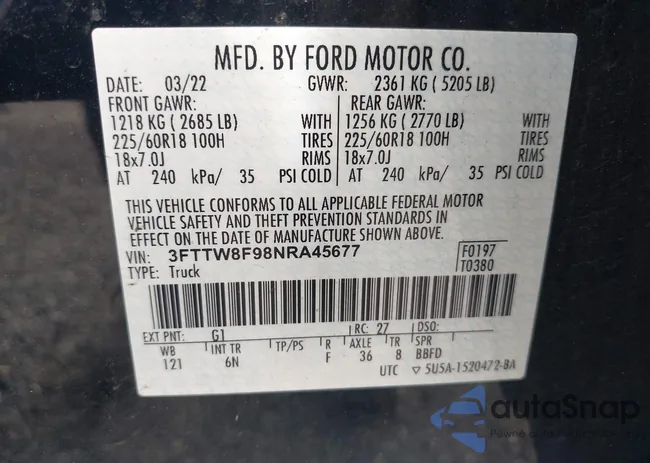 MFD. BY FORD MOTOR CO.
DATE: 03/22 GVWR: 2361 KG ( 5205 LB)
FRONT GAWR: REAR GAWR:
1218 KG ( 2685 LB) WITH 1256 KG ( 2770 LB) WITH
225/60R18 100H TIRES 225/60R18 100H TIRES
18x7.0J RIMS 18x7.0J RIMS
AT 240 kPa/ 35 PSI COLD AT 240 kPa/ 35 PSI COLD
THIS VEHICLE CONFORMS TO ALL APPLICABLE FEDERAL MOTOR
VEHICLE SAFETY AND THEFT PREVENTION STANDARDS IN
EFFECT ON THE DATE OF MANUFACTURE SHOWN ABOVE.
VIN: 3FTTW8F98NRA45677 F0197
TYPE: Truck T0380
EXT PNT: G1 RC: 27 DSO:
WB INT TR TP/PS R AXLE TR SPR
121 6N F 36 8 BBFD
UTC ▽ 5U5A-1520472-BA
autoSnap
Pewne auto